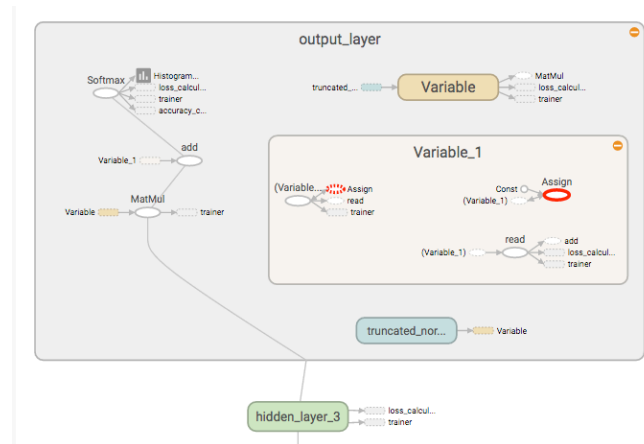 output_layer
Softmax
Histogram...
loss_calcul...
trainer
accuracy_c...
truncated_...
Variable
MatMul
loss_calcul...
trainer
Variable_1
add
Variable
MatMul
trainer
Variable_1
(Variable...
Assign
read
trainer
Const
(Variable_1)
Assign
(Variable_1)
read
add
loss_calcul...
trainer
truncated_nor...
Variable
hidden_layer_3
loss_calcul...
trainer